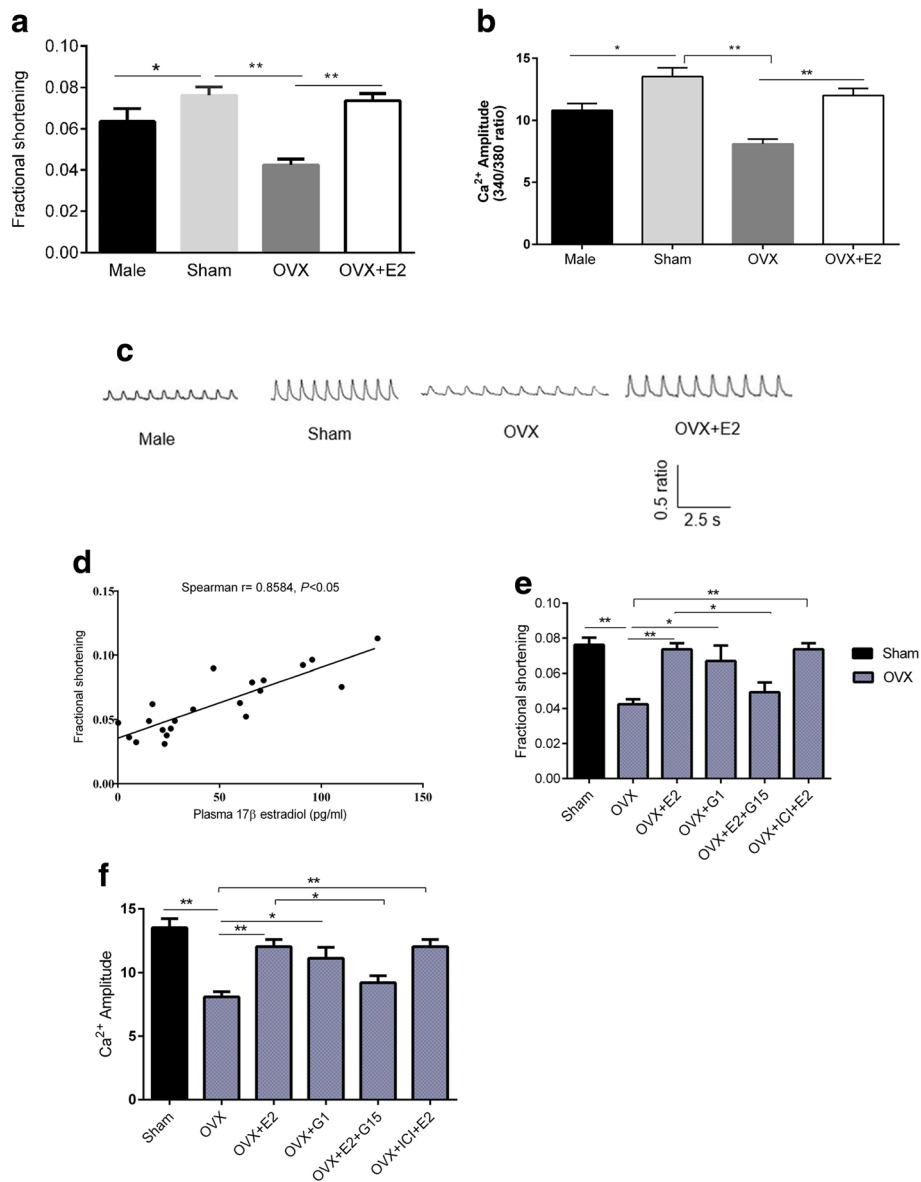 a
Fractional shortening
0.10
0.08
0.06
0.04
0.02
0.00
* ** **
Male Sham OVX OVX+E2
b
Ca2+ Amplitude
(340/380 ratio)
15
10
5
0
* ** **
Male Sham OVX OVX+E2
c
Male Sham OVX OVX+E2
0.5 ratio
2.5 s
d
Spearman r= 0.8584, P<0.05
Fractional shortening
0.15
0.10
0.05
0.00
0 50 100 150
Plasma 17β estradiol (pg/ml)
e
Fractional shortening
0.10
0.08
0.06
0.04
0.02
0.00
**
*
** *
**
Sham OVX OVX+E2 OVX+G1 OVX+E2+G15 OVX+ICI+E2
Sham
OVX
f
Ca2+ Amplitude
15
10
5
0
**
*
** *
**
Sham OVX OVX+E2 OVX+G1 OVX+E2+G15 OVX+ICI+E2